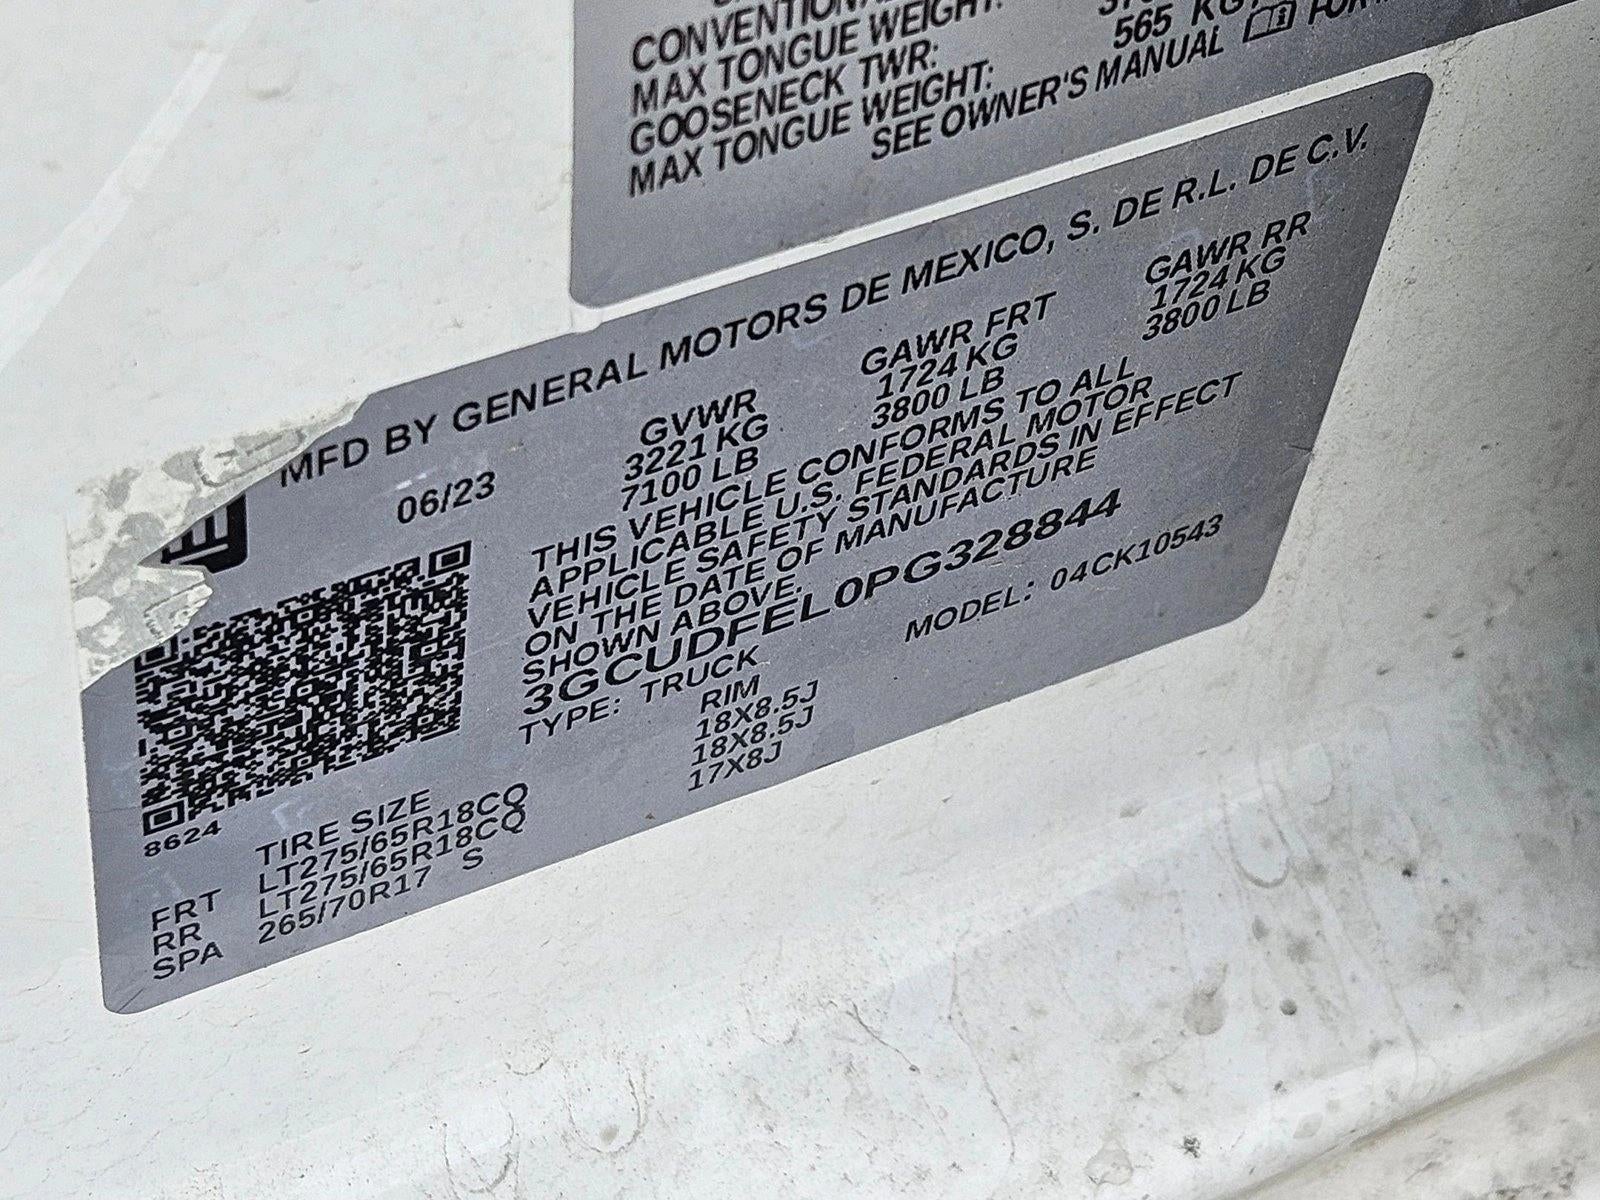 CONVENTIONAL
MAX TONGUE WEIGHT:
GOOSENECK TWR:
MAX TONGUE WEIGHT: 565 KG
SEE OWNER'S MANUAL FOR
MFD BY GENERAL MOTORS DE MEXICO, S. DE R.L. DE C.V.
06/23 GVWR GAWR FRT GAWR RR
3221 KG 1724 KG 1724 KG
7100 LB 3800 LB 3800 LB
THIS VEHICLE CONFORMS TO ALL
APPLICABLE U.S. FEDERAL MOTOR
VEHICLE SAFETY STANDARDS IN EFFECT
ON THE DATE OF MANUFACTURE
SHOWN ABOVE.
3GCUDFEL0PG328844
TYPE: TRUCK MODEL: 04CK10543
8624
TIRE SIZE RIM
FRT LT275/65R18CQ 18X8.5J
RR LT275/65R18CQ 18X8.5J
SPA 265/70R17 S 17X8J